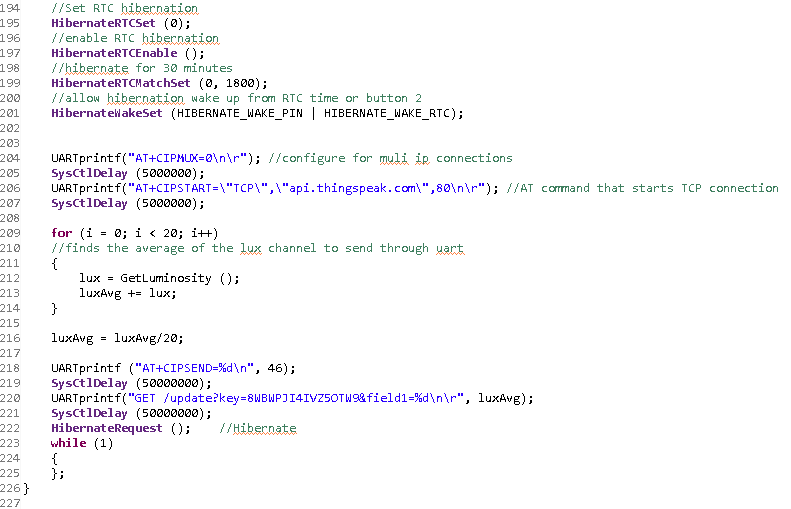 194 //Set RTC hibernation
195 HibernateRTCSet (0);
196 //enable RTC hibernation
197 HibernateRTCEnable ();
198 //hibernate for 30 minutes
199 HibernateRTCMatchSet (0, 1800);
200 //allow hibernation wake up from RTC time or button 2
201 HibernateWakeSet (HIBERNATE_WAKE_PIN | HIBERNATE_WAKE_RTC);
202
203
204 UARTprintf("AT+CIPMUX=0\n\r"); //configure for muli ip connections
205 SysCtlDelay (5000000);
206 UARTprintf("AT+CIPSTART=\"TCP\",\"api.thingspeak.com\",80\n\r"); //AT command that starts TCP connection
207 SysCtlDelay (5000000);
208
209 for (i = 0; i < 20; i++)
210 //finds the average of the lux channel to send through uart
211 {
212 lux = GetLuminosity ();
213 luxAvg += lux;
214 }
215
216 luxAvg = luxAvg/20;
217
218 UARTprintf ("AT+CIPSEND=%d\n", 46);
219 SysCtlDelay (50000000);
220 UARTprintf("GET /update?key=8WBWPJI4IVZ5OTW9&field1=%d\n\r", luxAvg);
221 SysCtlDelay (50000000);
222 HibernateRequest (); //Hibernate
223 while (1)
224 {
225 };
226 }
227